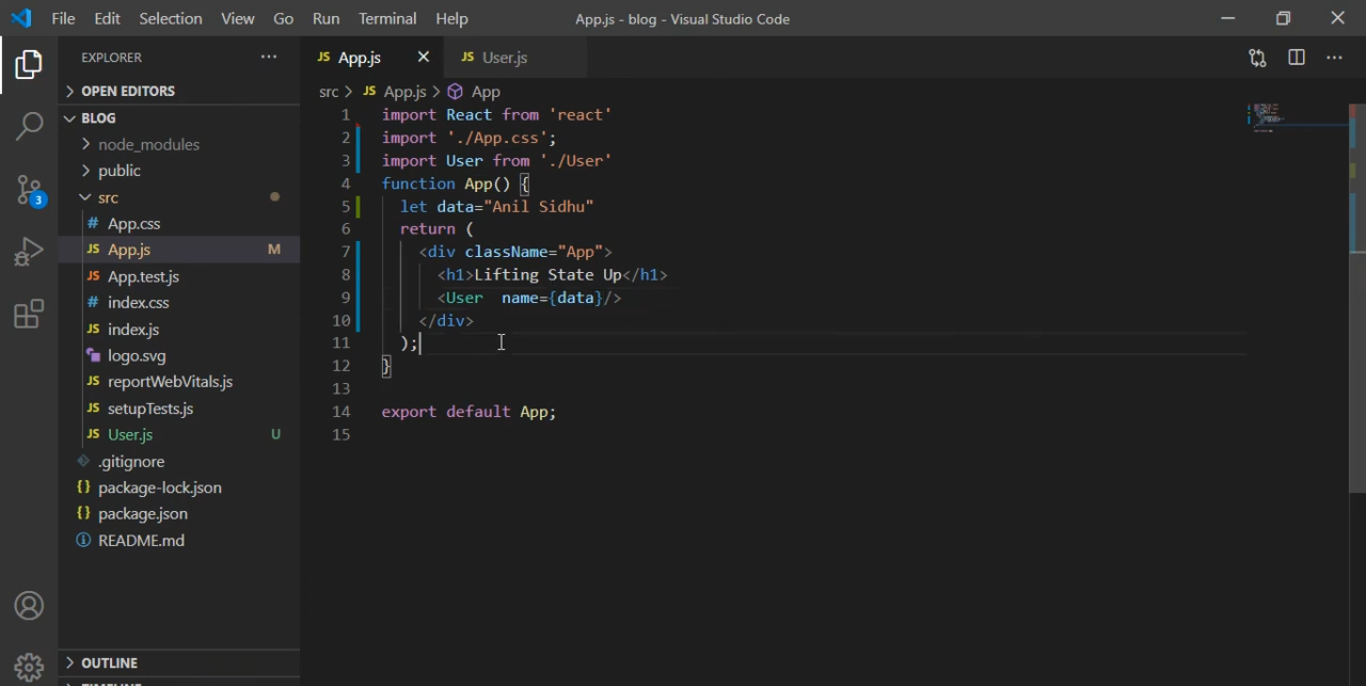 File Edit Selection View Go Run Terminal Help App.js - blog - Visual Studio Code
EXPLORER ... JS App.js × JS User.js ...
> OPEN EDITORS
src > JS App.js > App
BLOG
node_modules
public
src
# App.css
JS App.js M
JS App.test.js
# index.css
JS index.js
logo.svg
JS reportWebVitals.js
JS setupTests.js
JS User.js U
.gitignore
{} package-lock.json
{} package.json
README.md
3
> OUTLINE
1 import React from 'react'
2 import './App.css';
3 import User from './User'
4 function App() {
5 let data="Anil Sidhu"
6 return (
7 <div className="App">
8 <h1>Lifting State Up</h1>
9 <User  name={data}/>
10 </div>
11 );
12 }
13
14 export default App;
15